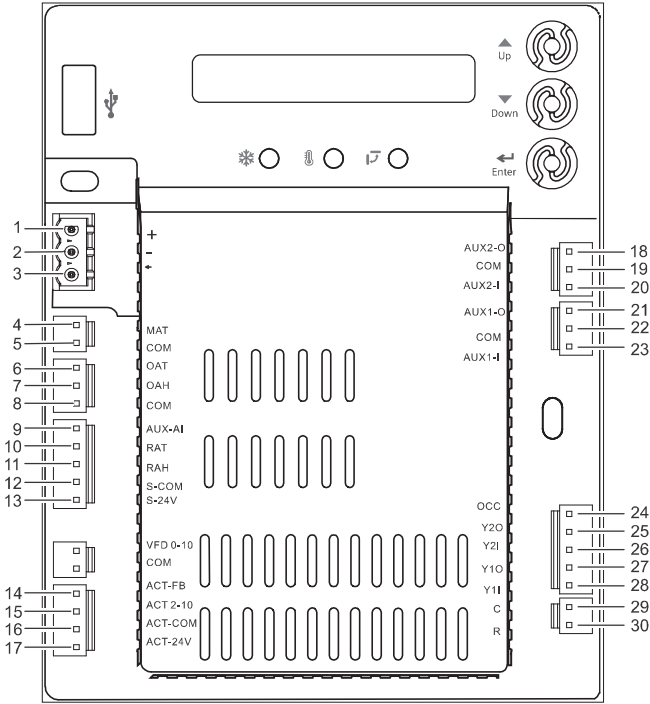 Up
Down
Enter
1
2
3
4
5
6
7
8
9
10
11
12
13
14
15
16
17
+
-
MAT
COM
OAT
OAH
COM
AUX-AI
RAT
RAH
S-COM
S-24V
VFD 0-10
COM
ACT-FB
ACT 2-10
ACT-COM
ACT-24V
AUX2-O
COM
AUX2-I
AUX1-O
COM
AUX1-I
OCC
Y2O
Y2I
Y1O
Y1I
C
R
18
19
20
21
22
23
24
25
26
27
28
29
30